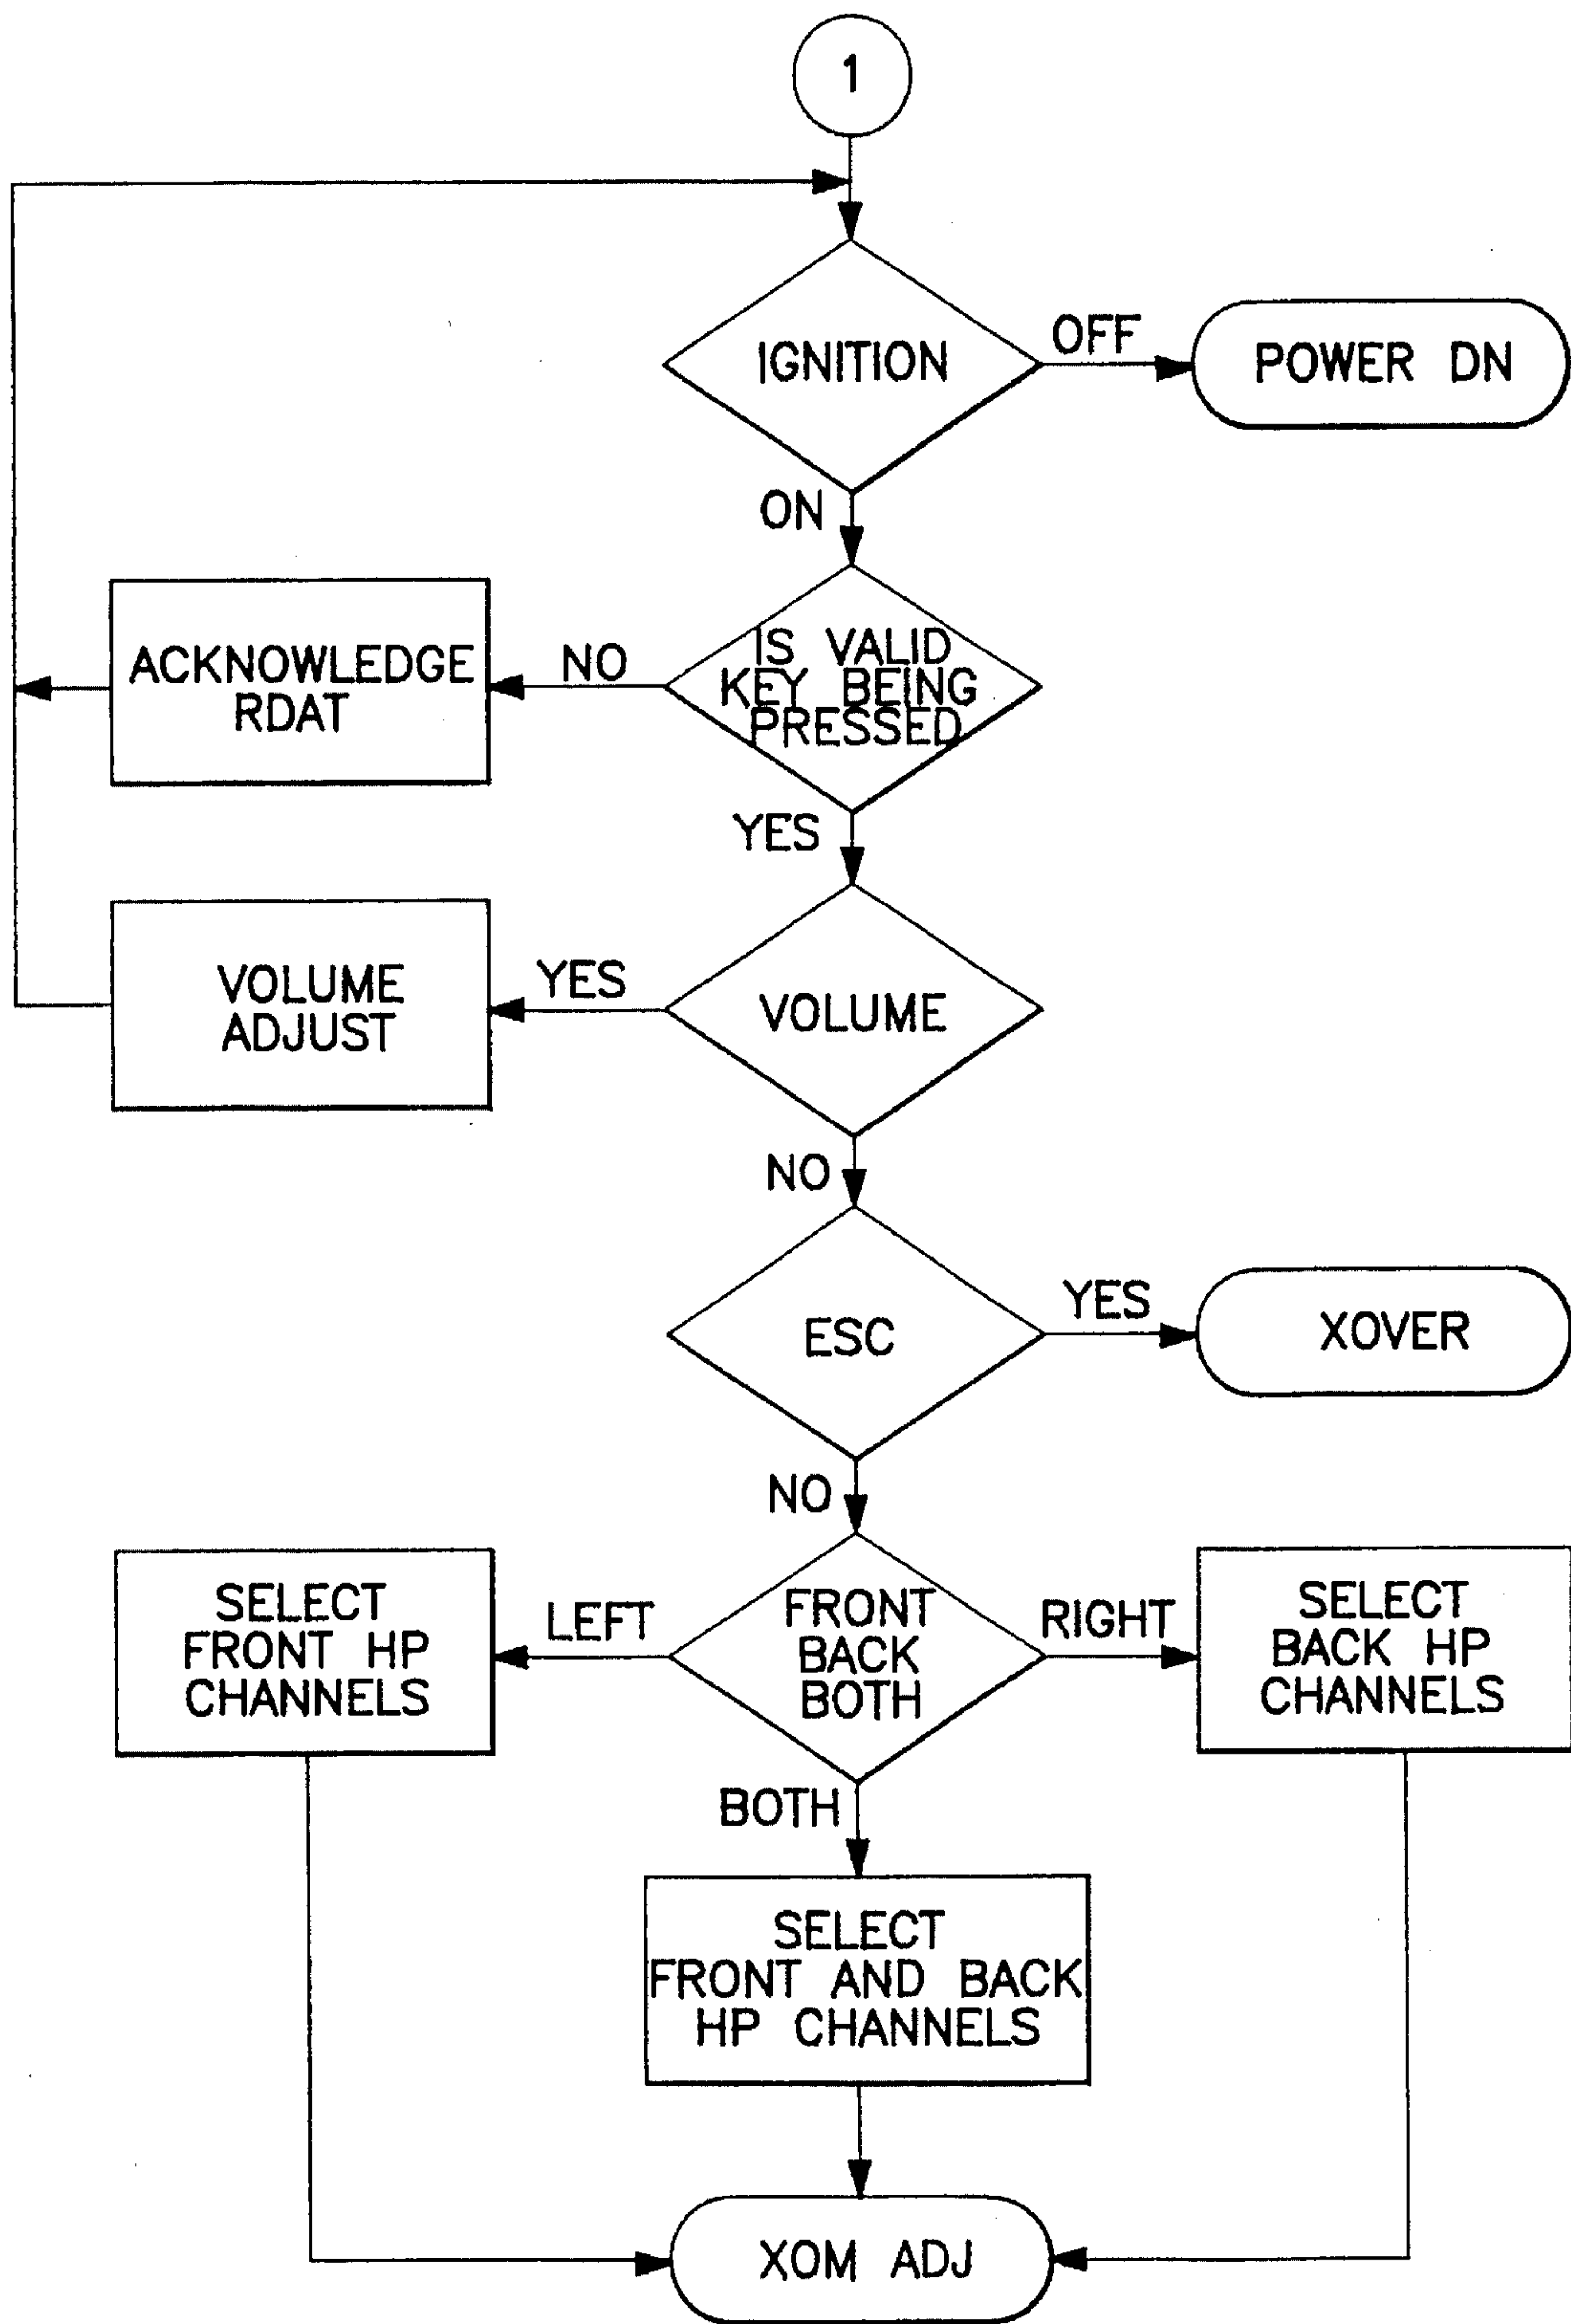 1
IGNITION
OFF
POWER DN
ON
IS VALID
KEY BEING
PRESSED
NO
ACKNOWLEDGE
RDAT
YES
VOLUME
YES
VOLUME
ADJUST
NO
ESC
YES
XOVER
NO
FRONT
BACK
BOTH
LEFT
SELECT
FRONT HP
CHANNELS
RIGHT
SELECT
BACK HP
CHANNELS
BOTH
SELECT
FRONT AND BACK
HP CHANNELS
XOM ADJ